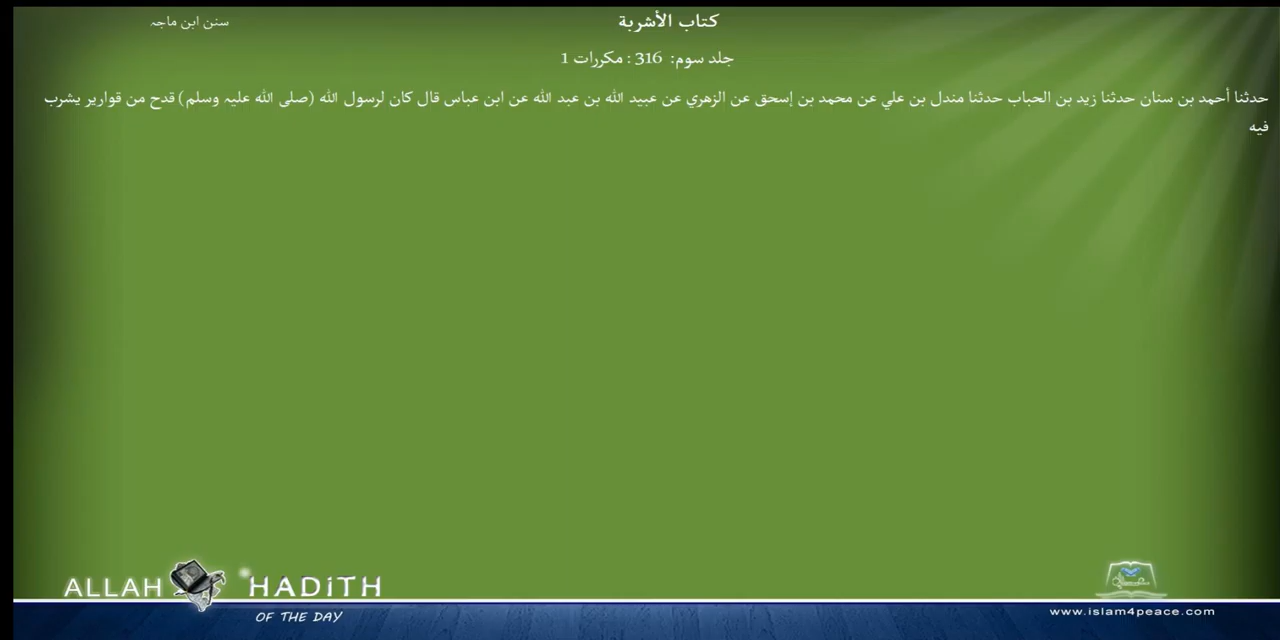 كتاب الأشربة
سنن ابن ماجہ
جلد سوم: 316 : مكررات 1
حدثنا أحمد بن سنان حدثنا زيد بن الحباب حدثنا مندل بن علي عن محمد بن إسحق عن الزهري عن عبيد الله بن عبد الله عن ابن عباس قال كان لرسول الله (صلى الله عليہ وسلم) قدح من قوارير يشرب
فيه
ALLAH HADITH
OF THE DAY
www.islam4peace.com